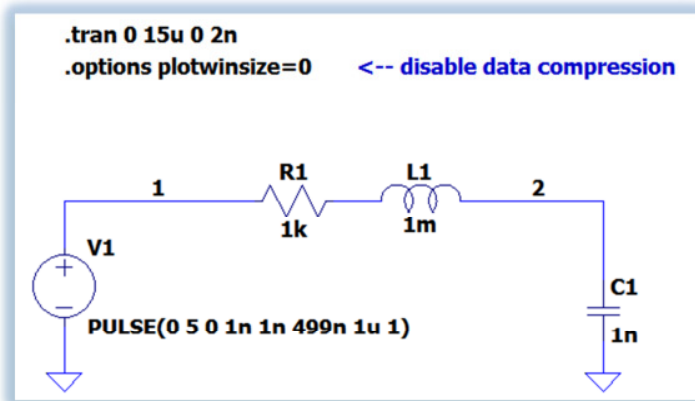 .tran 0 15u 0 2n
.options plotwinsize=0 <-- disable data compression
R1
L1
1
2
1k
1m
V1
C1
PULSE(0 5 0 1n 1n 499n 1u 1)
1n